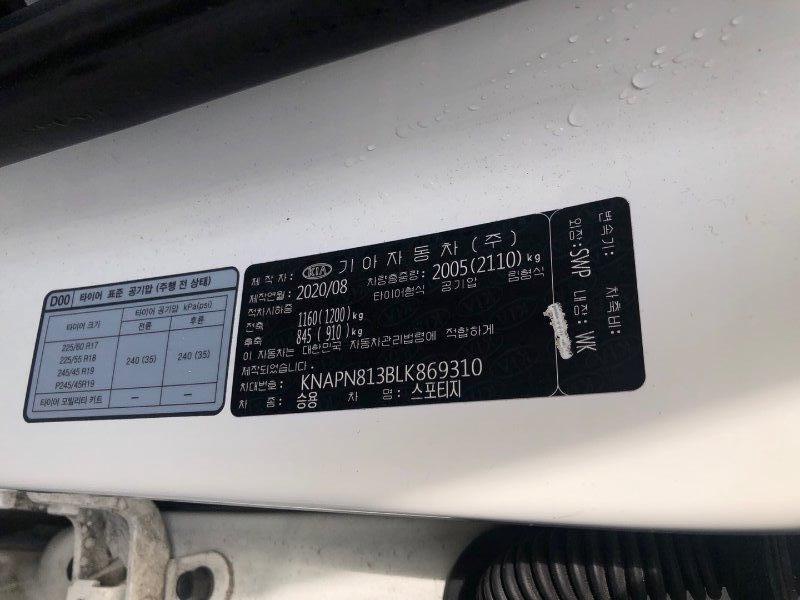 D00 타이어 표준 공기압 (주행 전 상태)
타이어 크기
타이어 공기압 kPa(psi)
전륜 후륜
225/60 R17
225/55 R18
245/45 R19
P245/45R19
240 (35) 240 (35)
타이어 모빌리티 키트 — —
제작자: KIA 기아자동차(주)
제작연월: 2020/08 차량총중량: 2005(2110)kg
적차시하중 타이어형식 공기압 림형식
전축 1160(1200)kg
후축 845(910)kg
이 자동차는 대한민국 자동차관리법령에 적합하게
제작되었습니다.
차대번호: KNAPN813BLK869310
차종: 승용 차명: 스포티지
변속기: 차축비:
외장: SWP 내장: WK